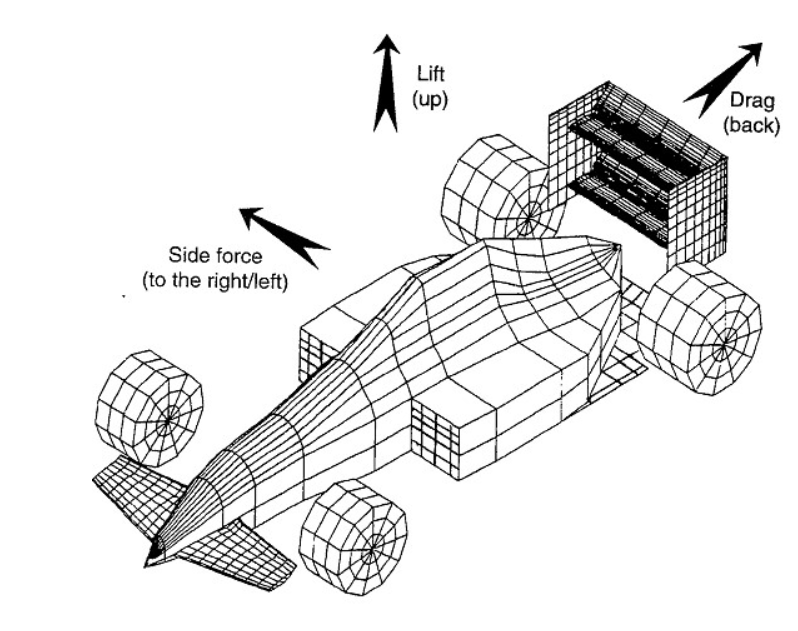 Lift
(up)
Drag
(back)
Side force
(to the right/left)